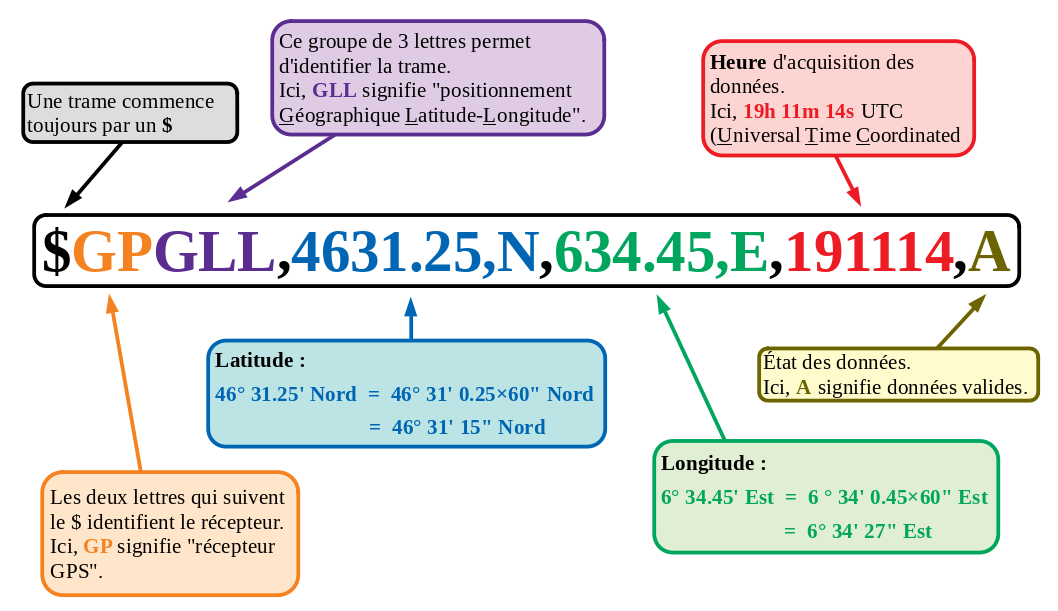 Ce groupe de 3 lettres permet
d'identifier la trame.
Ici, GLL signifie "positionnement
Géographique Latitude-Longitude".
Heure d'acquisition des
données.
Ici, 19h 11m 14s UTC
(Universal Time Coordinated
Une trame commence
toujours par un $
$GPGLL,4631.25,N,634.45,E,191114,A
Latitude :
46° 31.25' Nord = 46° 31' 0.25×60" Nord
= 46° 31' 15" Nord
État des données.
Ici, A signifie données valides.
Longitude :
6° 34.45' Est = 6 ° 34' 0.45×60" Est
= 6° 34' 27" Est
Les deux lettres qui suivent
le $ identifient le récepteur.
Ici, GP signifie "récepteur
GPS".